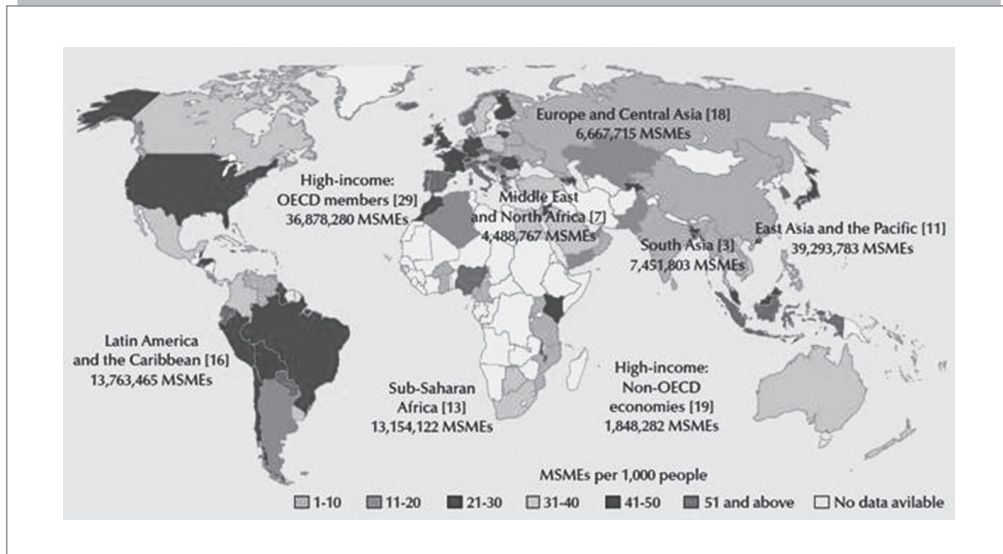 Europe and Central Asia [18]
6,667,715 MSMEs
High-income:
OECD members [29]
36,878,280 MSMEs
Middle East
and North Africa [7]
4,488,767 MSMEs
East Asia and the Pacific [11]
39,293,783 MSMEs
South Asia [3]
7,451,803 MSMEs
Latin America
and the Caribbean [16]
13,763,465 MSMEs
Sub-Saharan
Africa [13]
13,154,122 MSMEs
High-income:
Non-OECD
economies [19]
1,848,282 MSMEs
MSMEs per 1,000 people
1-10 11-20 21-30 31-40 41-50 51 and above No data avilable